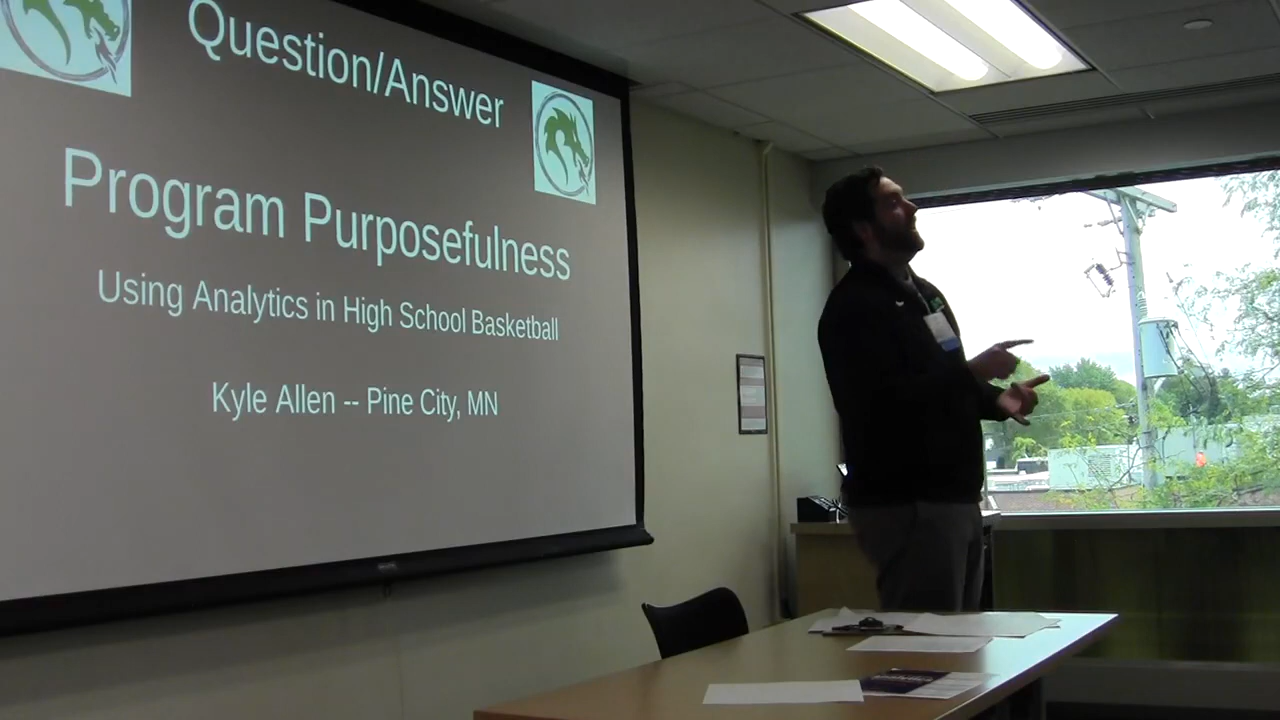 Question/Answer
Program Purposefulness
Using Analytics in High School Basketball
Kyle Allen -- Pine City, MN